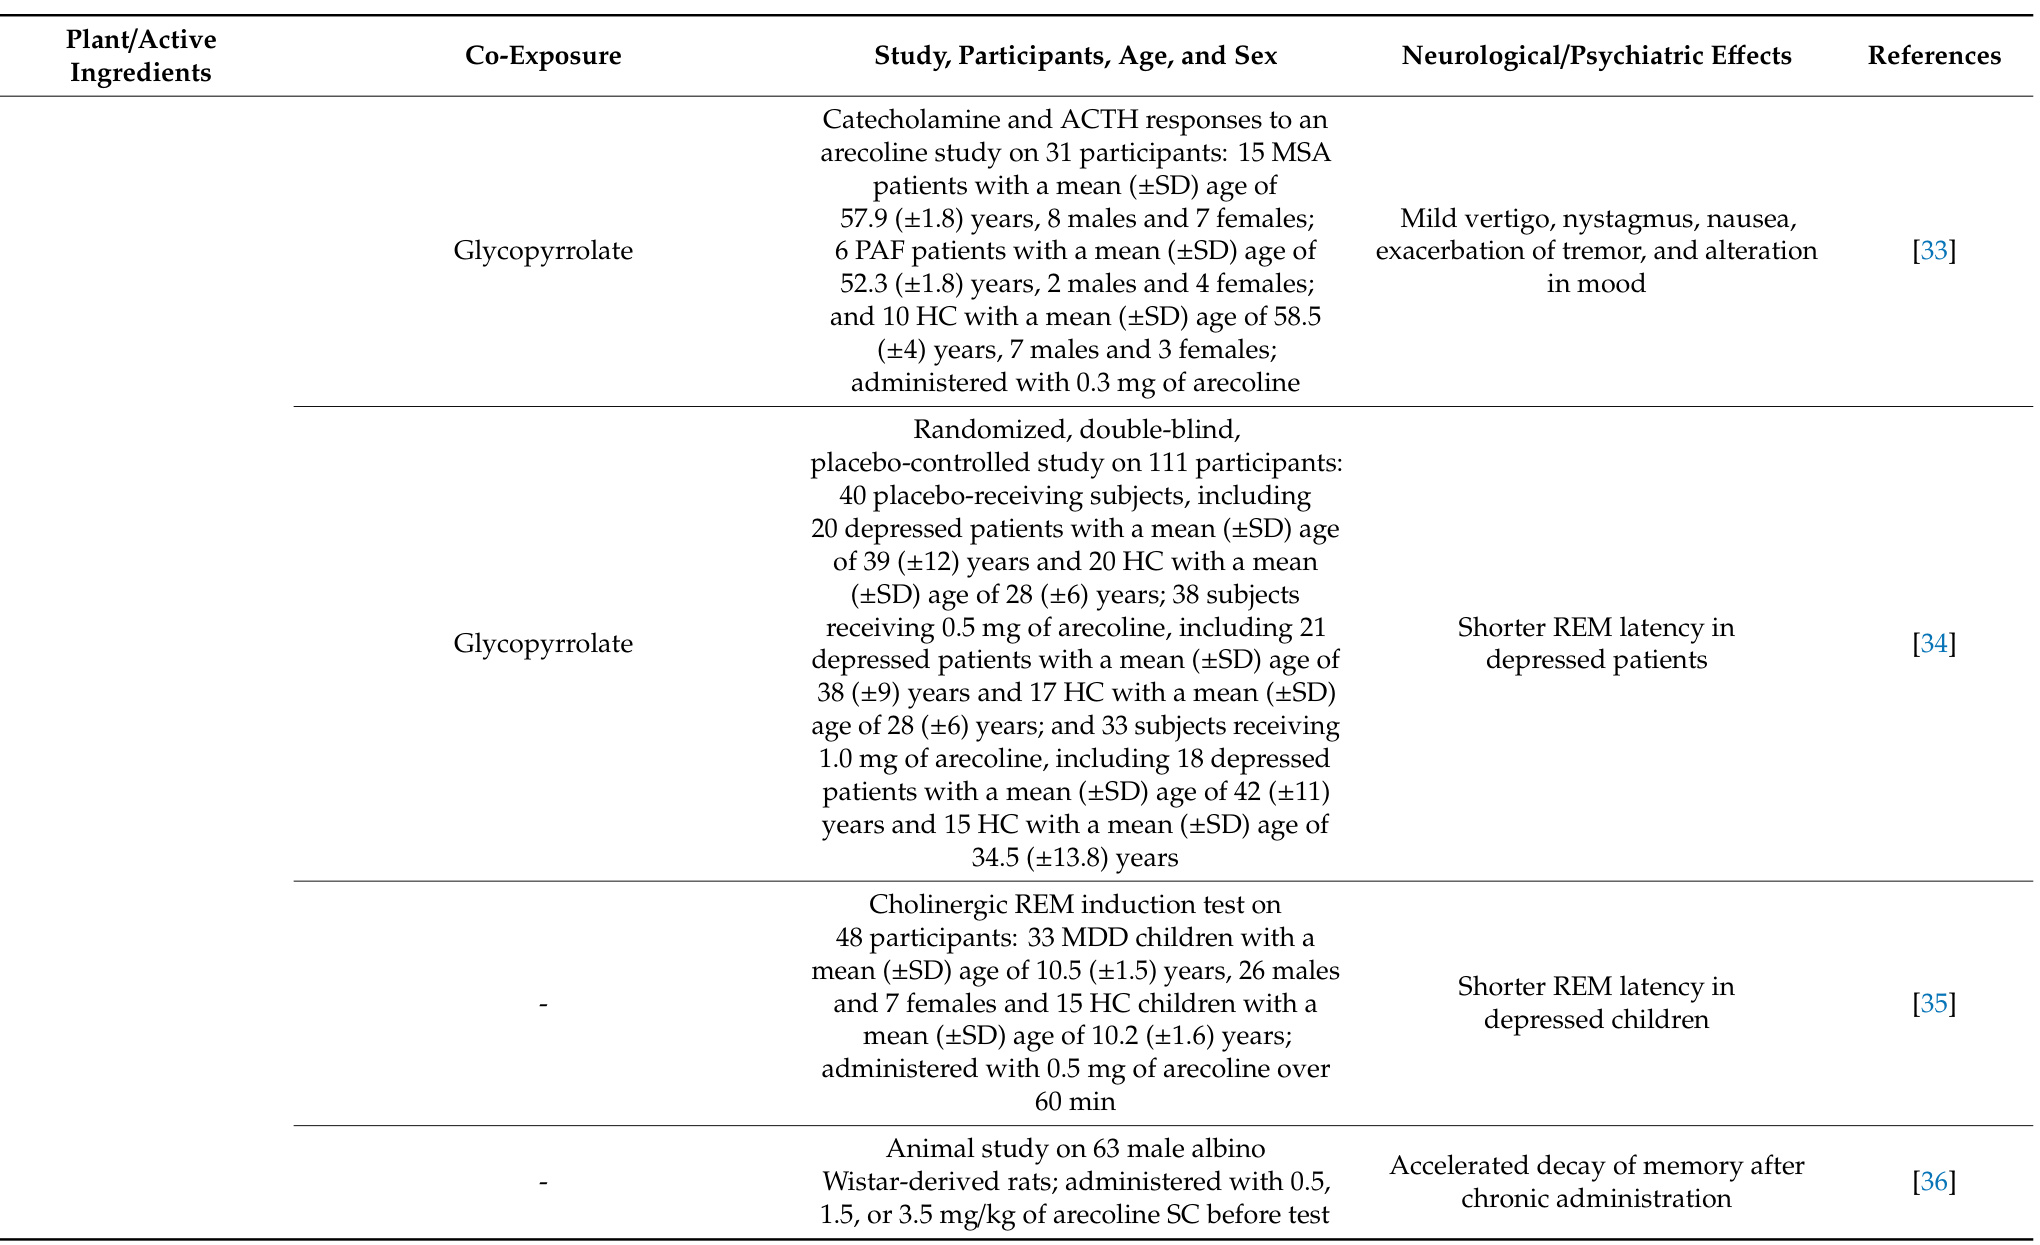 Plant/Active
Ingredients
Co-Exposure
Study, Participants, Age, and Sex
Neurological/Psychiatric Effects
References
Glycopyrrolate
Catecholamine and ACTH responses to an
arecoline study on 31 participants: 15 MSA
patients with a mean (±SD) age of
57.9 (±1.8) years, 8 males and 7 females;
6 PAF patients with a mean (±SD) age of
52.3 (±1.8) years, 2 males and 4 females;
and 10 HC with a mean (±SD) age of 58.5
(±4) years, 7 males and 3 females;
administered with 0.3 mg of arecoline
Mild vertigo, nystagmus, nausea,
exacerbation of tremor, and alteration
in mood
[33]
Glycopyrrolate
Randomized, double-blind,
placebo-controlled study on 111 participants:
40 placebo-receiving subjects, including
20 depressed patients with a mean (±SD) age
of 39 (±12) years and 20 HC with a mean
(±SD) age of 28 (±6) years; 38 subjects
receiving 0.5 mg of arecoline, including 21
depressed patients with a mean (±SD) age of
38 (±9) years and 17 HC with a mean (±SD)
age of 28 (±6) years; and 33 subjects receiving
1.0 mg of arecoline, including 18 depressed
patients with a mean (±SD) age of 42 (±11)
years and 15 HC with a mean (±SD) age of
34.5 (±13.8) years
Shorter REM latency in
depressed patients
[34]
-
Cholinergic REM induction test on
48 participants: 33 MDD children with a
mean (±SD) age of 10.5 (±1.5) years, 26 males
and 7 females and 15 HC children with a
mean (±SD) age of 10.2 (±1.6) years;
administered with 0.5 mg of arecoline over
60 min
Shorter REM latency in
depressed children
[35]
-
Animal study on 63 male albino
Wistar-derived rats; administered with 0.5,
1.5, or 3.5 mg/kg of arecoline SC before test
Accelerated decay of memory after
chronic administration
[36]